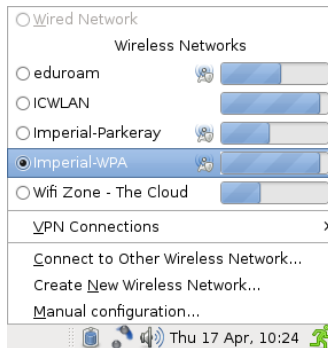 Wired Network
Wireless Networks
eduroam
ICWLAN
Imperial-Parkeray
Imperial-WPA
Wifi Zone - The Cloud
VPN Connections
Connect to Other Wireless Network...
Create New Wireless Network...
Manual configuration...
Thu 17 Apr, 10:24